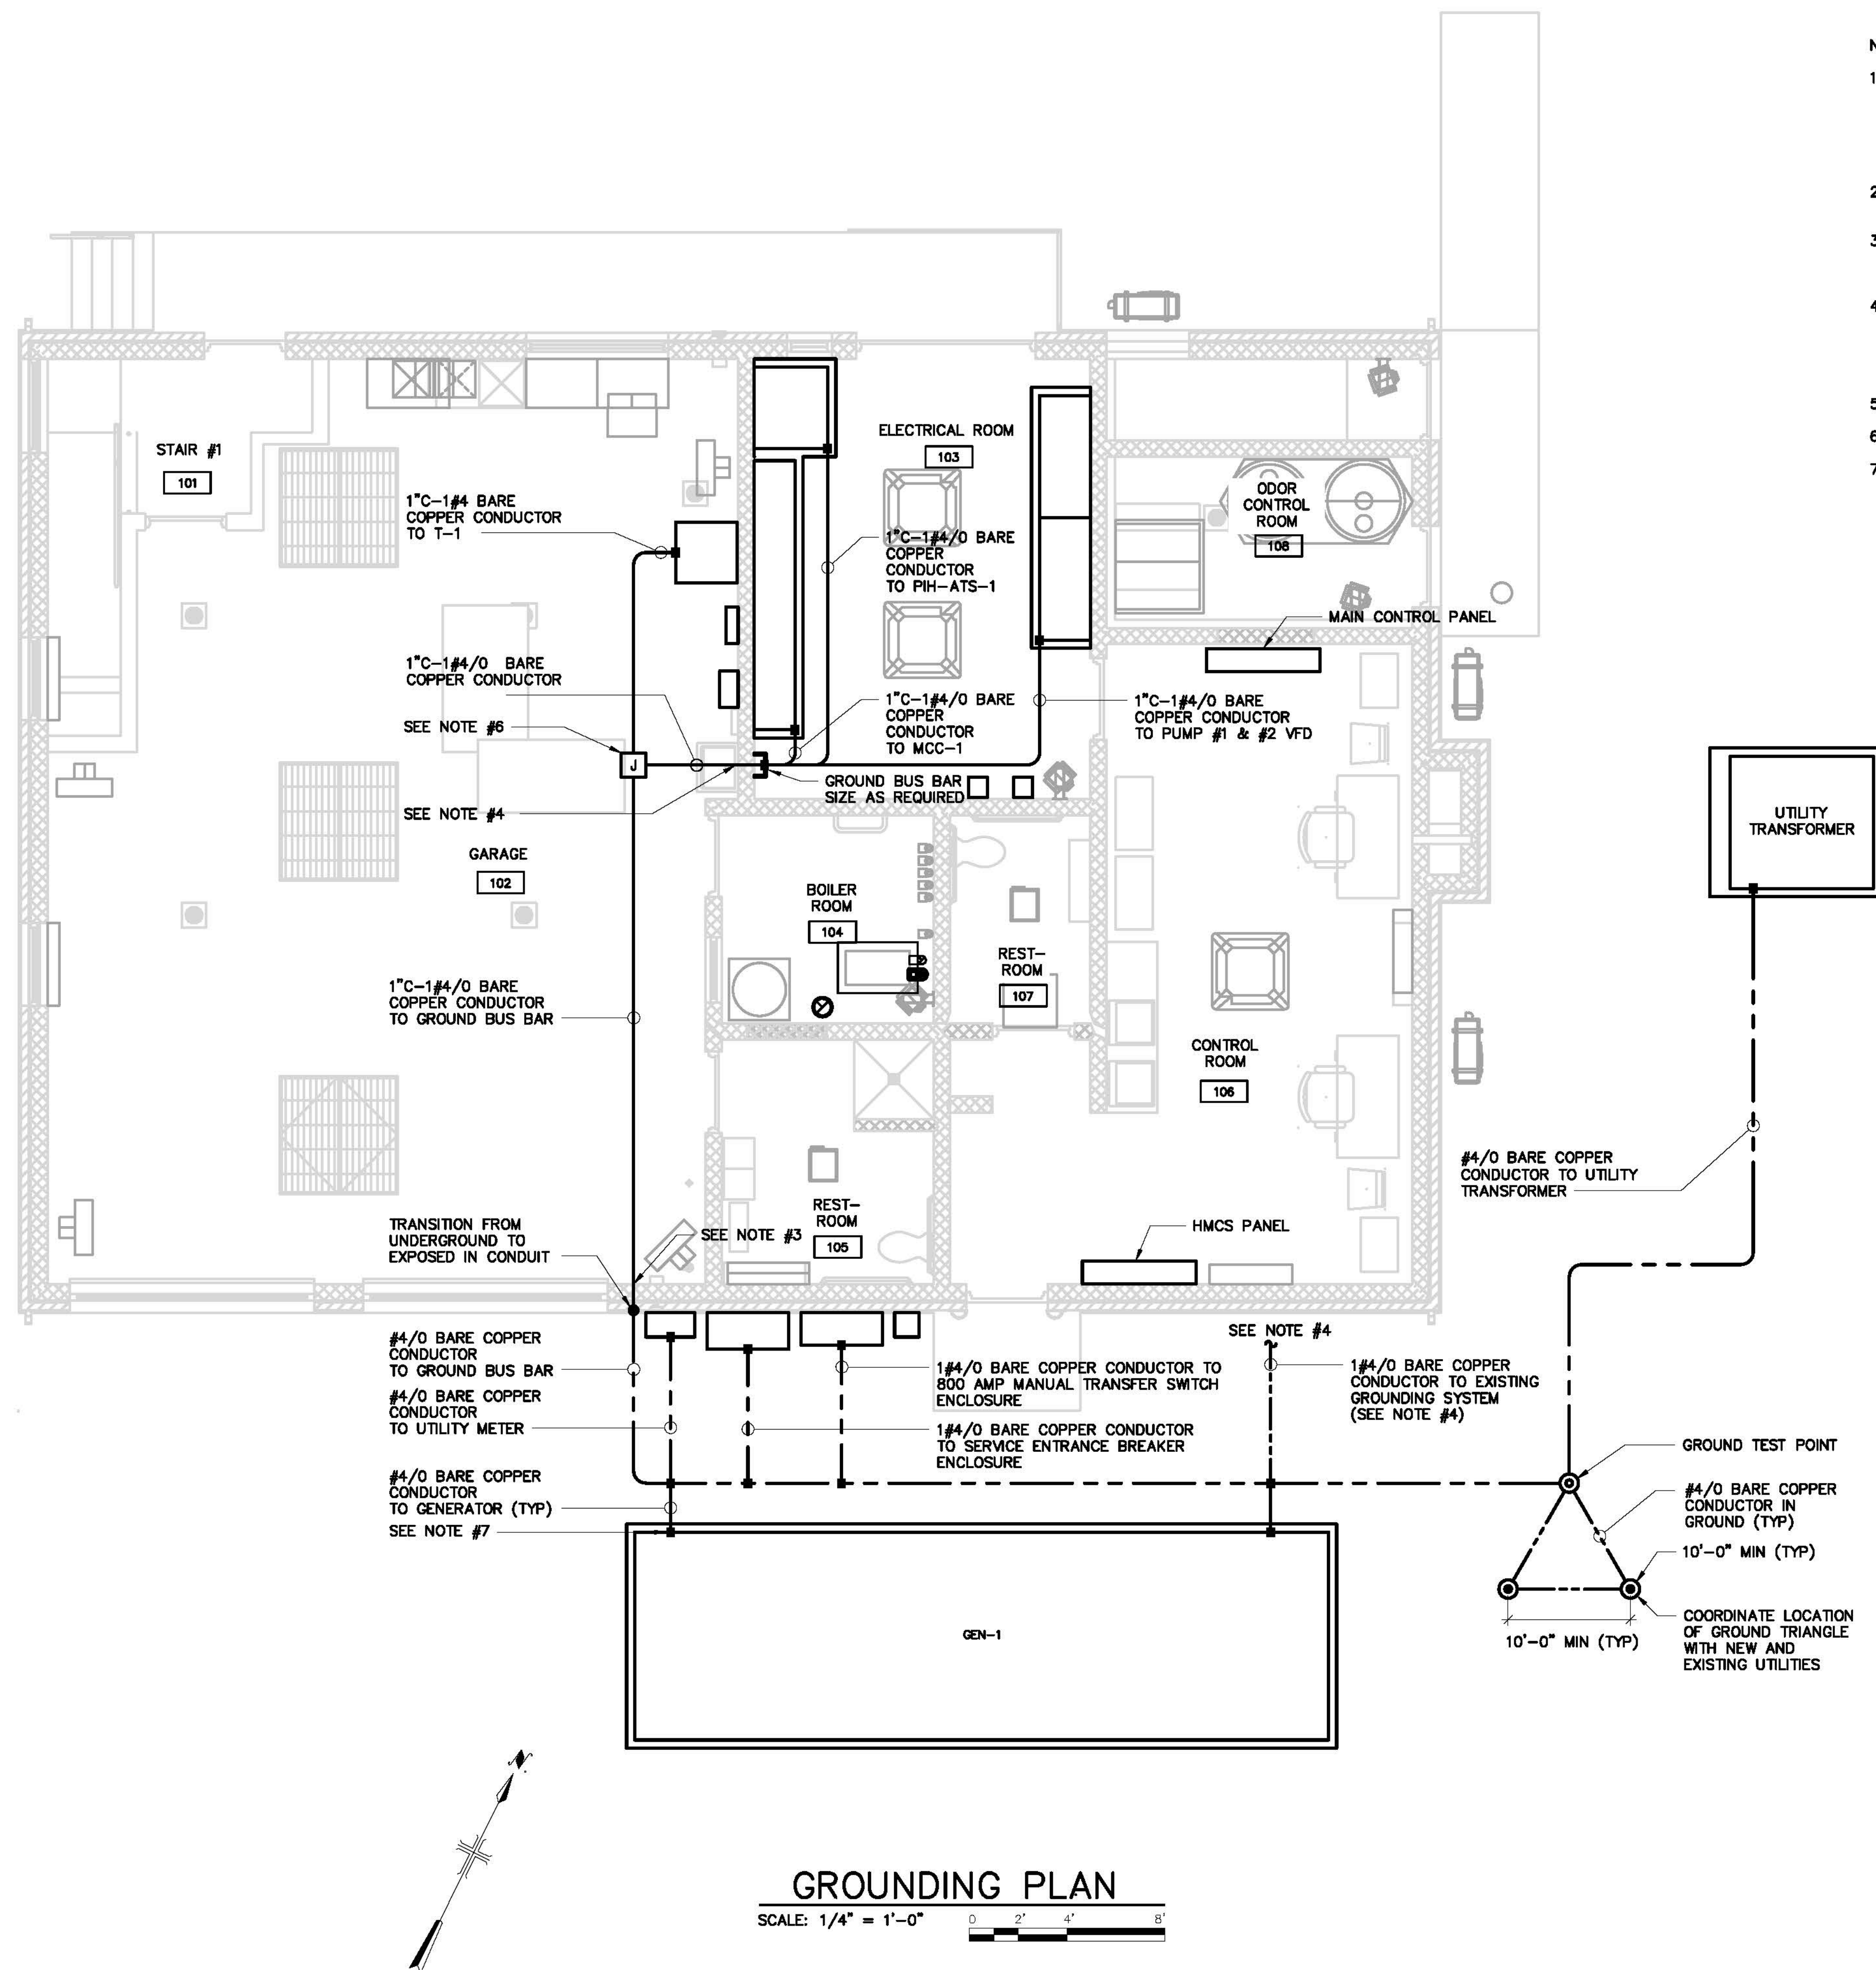 N
1
2
3
4
5
6
7
STAIR #1
101
1"C-1#4 BARE
COPPER CONDUCTOR
TO T-1
ELECTRICAL ROOM
103
1"C-1#4/0 BARE
COPPER
CONDUCTOR
TO PIH-ATS-1
ODOR
CONTROL
ROOM
108
MAIN CONTROL PANEL
1"C-1#4/0 BARE
COPPER CONDUCTOR
SEE NOTE #6
J
SEE NOTE #4
1"C-1#4/0 BARE
COPPER
CONDUCTOR
TO MCC-1
1"C-1#4/0 BARE
COPPER CONDUCTOR
TO PUMP #1 & #2 VFD
GROUND BUS BAR
SIZE AS REQUIRED
UTILITY
TRANSFORMER
GARAGE
102
BOILER
ROOM
104
REST-
ROOM
107
1"C-1#4/0 BARE
COPPER CONDUCTOR
TO GROUND BUS BAR
CONTROL
ROOM
106
#4/0 BARE COPPER
CONDUCTOR TO UTILITY
TRANSFORMER
TRANSITION FROM
UNDERGROUND TO
EXPOSED IN CONDUIT
SEE NOTE #3
REST-
ROOM
105
HMCS PANEL
#4/0 BARE COPPER
CONDUCTOR
TO GROUND BUS BAR
#4/0 BARE COPPER
CONDUCTOR
TO UTILITY METER
#4/0 BARE COPPER
CONDUCTOR
TO GENERATOR (TYP)
SEE NOTE #7
1#4/0 BARE COPPER CONDUCTOR TO
800 AMP MANUAL TRANSFER SWITCH
ENCLOSURE
1#4/0 BARE COPPER CONDUCTOR
TO SERVICE ENTRANCE BREAKER
ENCLOSURE
SEE NOTE #4
1#4/0 BARE COPPER
CONDUCTOR TO EXISTING
GROUNDING SYSTEM
(SEE NOTE #4)
GROUND TEST POINT
#4/0 BARE COPPER
CONDUCTOR IN
GROUND (TYP)
10'-0" MIN (TYP)
10'-0" MIN (TYP)
COORDINATE LOCATION
OF GROUND TRIANGLE
WITH NEW AND
EXISTING UTILITIES
GEN-1
N
GROUNDING PLAN
SCALE: 1/4" = 1'-0"
0 2' 4' 8'